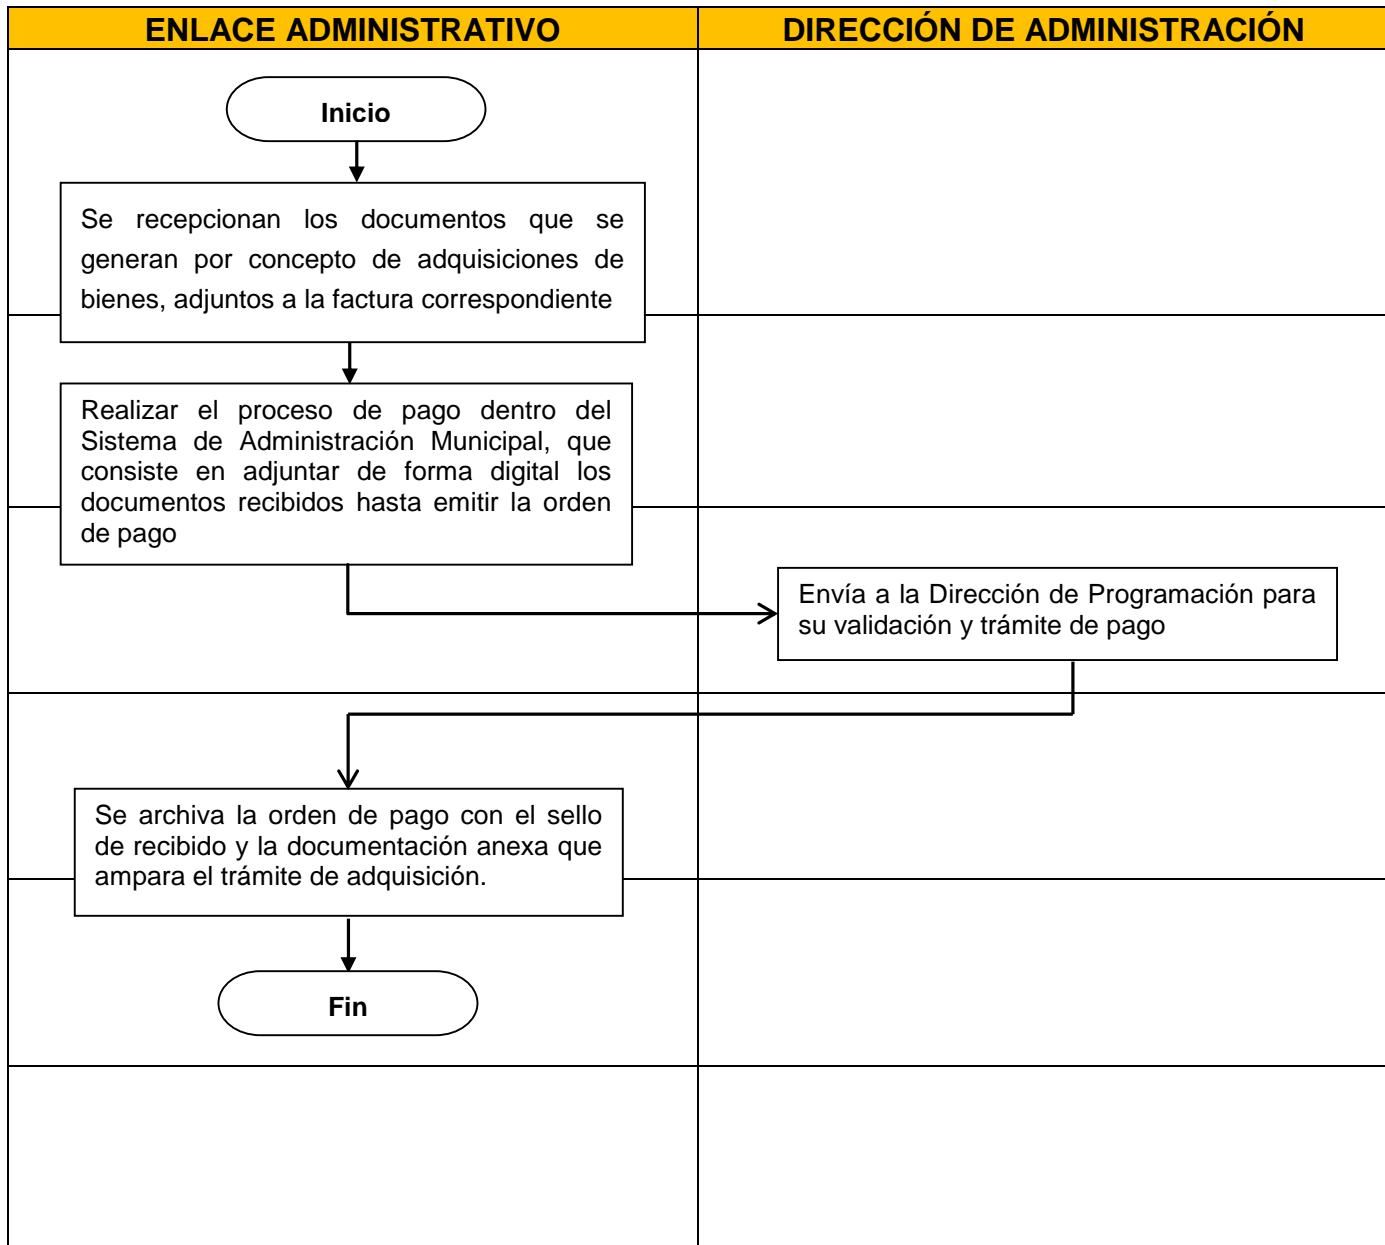 ENLACE ADMINISTRATIVO
DIRECCIÓN DE ADMINISTRACIÓN
Inicio
Se recepcionan los documentos que se
generan por concepto de adquisiciones de
bienes, adjuntos a la factura correspondiente
Realizar el proceso de pago dentro del
Sistema de Administración Municipal, que
consiste en adjuntar de forma digital los
documentos recibidos hasta emitir la orden
de pago
Envía a la Dirección de Programación para
su validación y trámite de pago
Se archiva la orden de pago con el sello
de recibido y la documentación anexa que
ampara el trámite de adquisición.
Fin